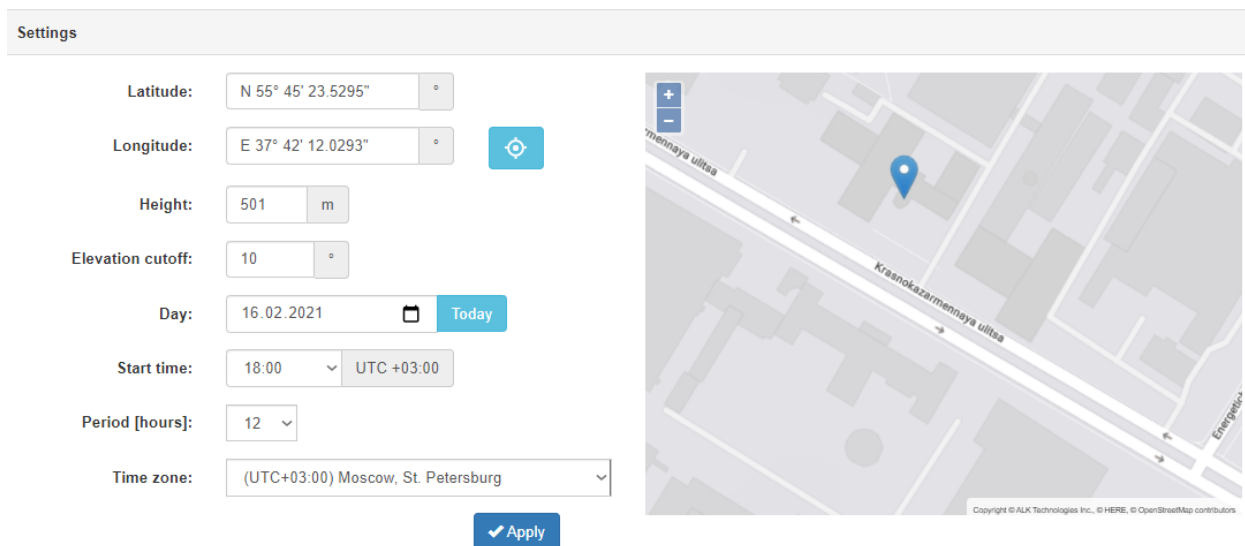 Settings
Latitude: N 55° 45' 23.5295" °
Longitude: E 37° 42' 12.0293" °
Height: 501 m
Elevation cutoff: 10 °
Day: 16.02.2021 Today
Start time: 18:00 UTC +03:00
Period [hours]: 12
Time zone: (UTC+03:00) Moscow, St. Petersburg
Apply
+
−
rmennaya ulitsa
Krasnokazarmennaya ulitsa
Energetich
Copyright © ALK Technologies Inc., © HERE, © OpenStreetMap contributors